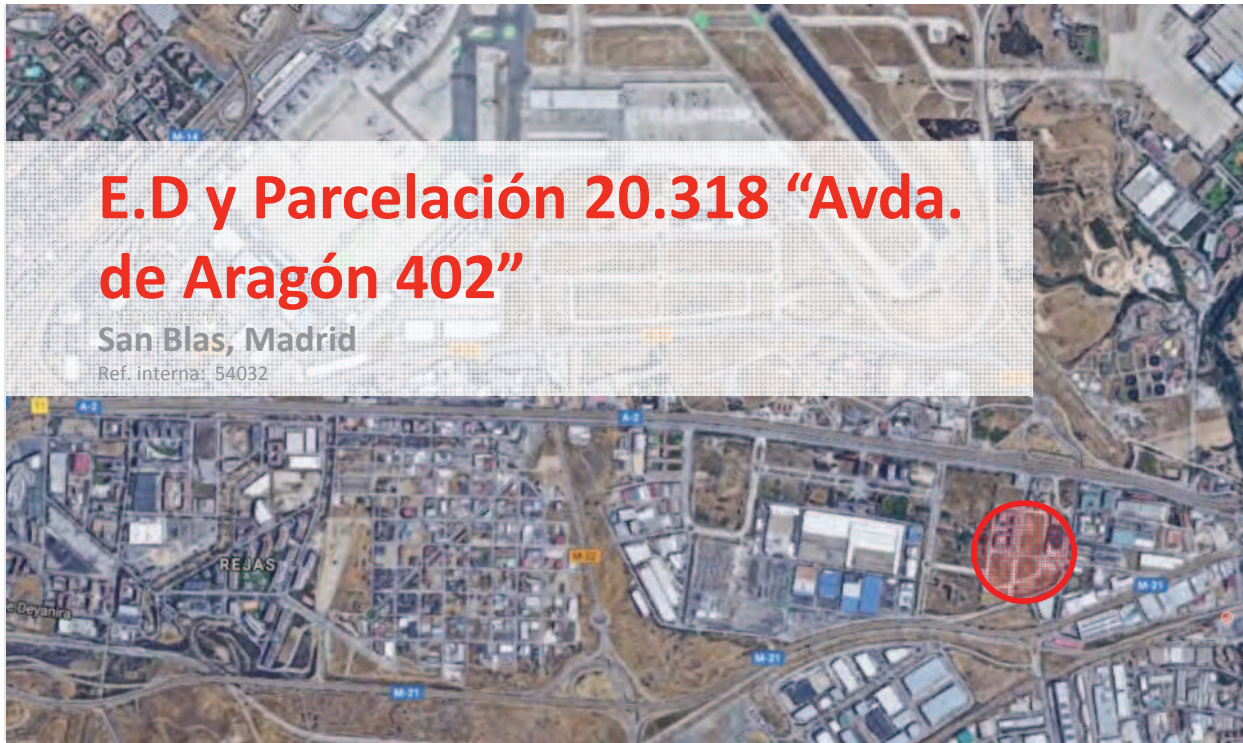 M-14
E.D y Parcelación 20.318 “Avda.
de Aragón 402”
San Blas, Madrid
Ref. interna: 54032
A-2
A-2
REJAS
M-22
M-21
e Deyanira
M-21
M-21